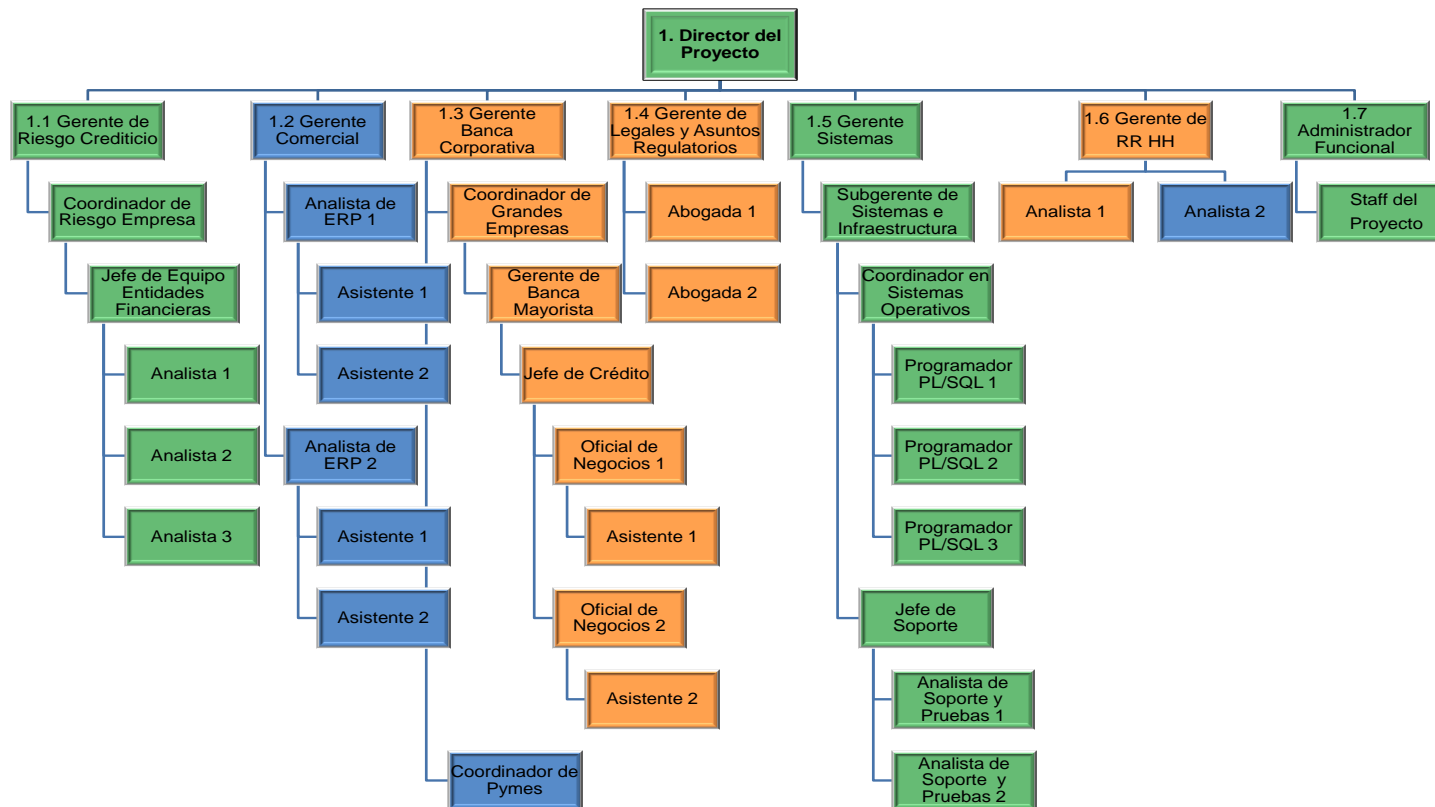 1. Director del
Proyecto
1.1 Gerente de
Riesgo Crediticio
1.2 Gerente
Comercial
1.3 Gerente
Banca
Corporativa
1.4 Gerente de
Legales y Asuntos
Regulatorios
1.5 Gerente
Sistemas
1.6 Gerente de
RR HH
1.7
Administrador
Funcional
Coordinador de
Riesgo Empresa
Analista de
ERP 1
Coordinador de
Grandes
Empresas
Abogada 1
Subgerente de
Sistemas e
Infraestructura
Analista 1
Analista 2
Staff del
Proyecto
Jefe de Equipo
Entidades
Financieras
Asistente 1
Gerente de
Banca
Mayorista
Abogada 2
Coordinador en
Sistemas
Operativos
Analista 1
Asistente 2
Jefe de Crédito
Programador
PL/SQL 1
Analista 2
Analista de
ERP 2
Oficial de
Negocios 1
Programador
PL/SQL 2
Analista 3
Asistente 1
Asistente 1
Programador
PL/SQL 3
Asistente 2
Oficial de
Negocios 2
Jefe de
Soporte
Asistente 2
Analista de
Soporte y
Pruebas 1
Coordinador de
Pymes
Analista de
Soporte y
Pruebas 2